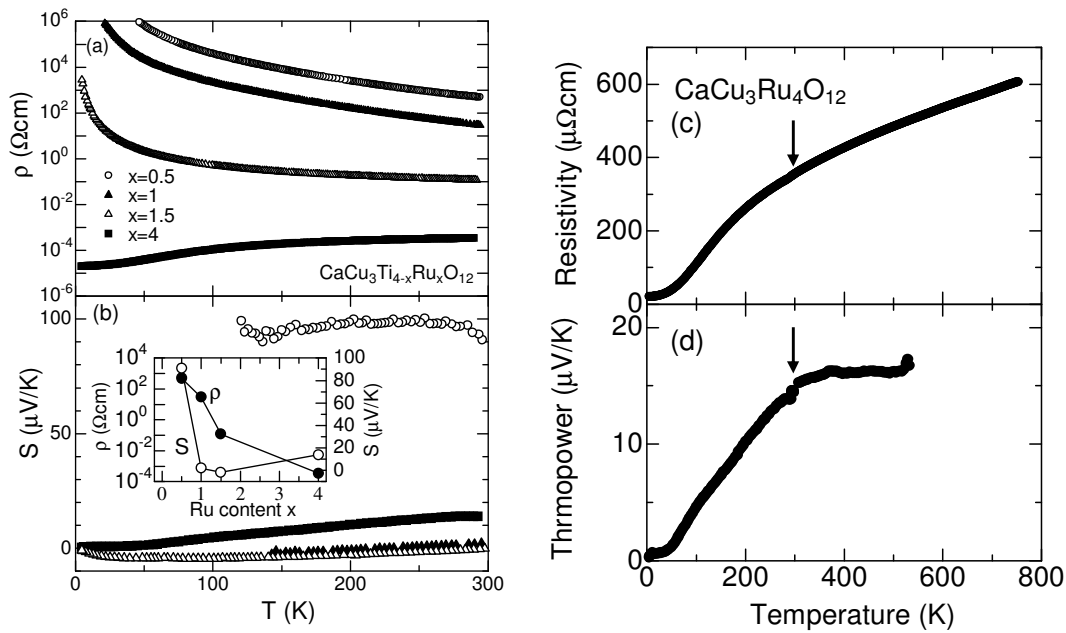 (a)
10^6
10^4
10^2
10^0
10^-2
10^-4
10^-6
ρ (Ωcm)
x=0.5
x=1
x=1.5
x=4
CaCu3Ti4-xRuxO12
(b)
100
50
0
S (μV/K)
10^4
10^2
10^0
10^-2
10^-4
ρ (Ωcm)
ρ
S
100
80
60
40
20
0
S (μV/K)
0 1 2 3 4
Ru content x
0 100 200 300
T (K)
CaCu3Ru4O12
(c)
600
400
200
0
Resistivity (μΩcm)
(d)
20
10
0
Thrmopower (μV/K)
0 200 400 600 800
Temperature (K)